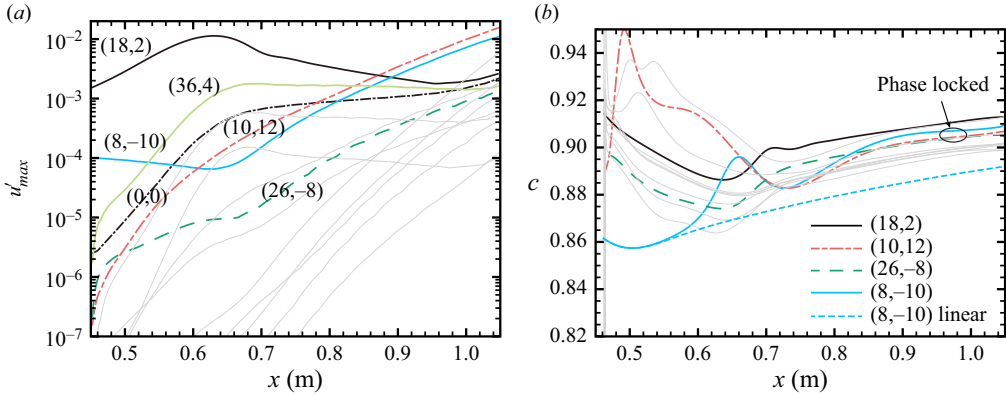 (a)
10⁻²
10⁻³
10⁻⁴
10⁻⁵
10⁻⁶
10⁻⁷
u′max
(18,2)
(36,4)
(8,−10)
(10,12)
(0,0)
(26,−8)
0.5 0.6 0.7 0.8 0.9 1.0
x (m)
(b)
0.94
0.92
0.90
0.88
0.86
0.84
0.82
c
Phase locked
(18,2)
(10,12)
(26,−8)
(8,−10)
(8,−10) linear
0.5 0.6 0.7 0.8 0.9 1.0
x (m)